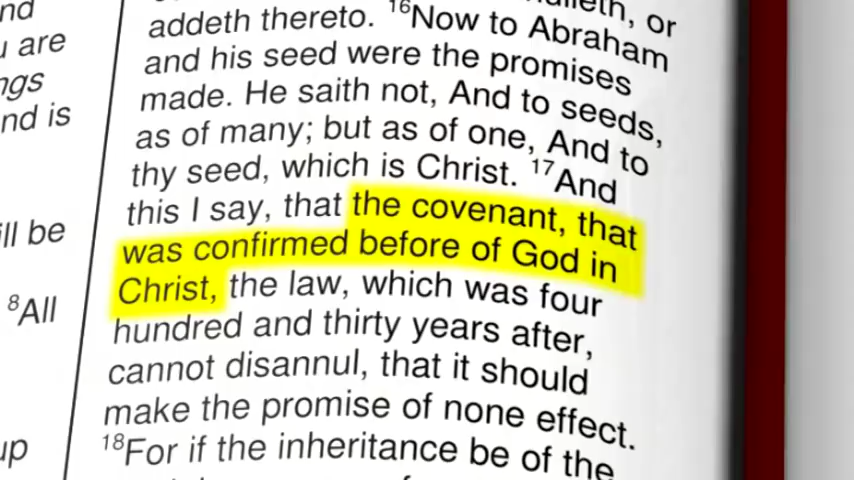 nd
u are
ngs
nd is
ill be
⁸All
up
addeth thereto. ¹⁶Now to Abraham
and his seed were the promises
made. He saith not, And to seeds,
as of many; but as of one, And to
thy seed, which is Christ. ¹⁷And
this I say, that the covenant, that
was confirmed before of God in
Christ, the law, which was four
hundred and thirty years after,
cannot disannul, that it should
make the promise of none effect.
¹⁸For if the inheritance be of the